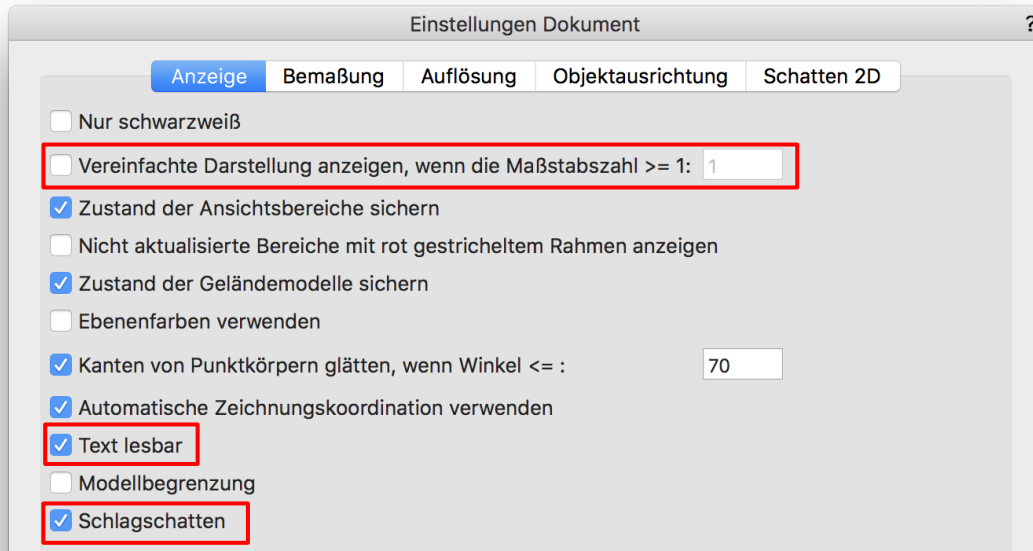 Einstellungen Dokument
?
Anzeige Bemaßung Auflösung Objektausrichtung Schatten 2D
Nur schwarzweiß
Vereinfachte Darstellung anzeigen, wenn die Maßstabszahl >= 1: 1
Zustand der Ansichtsbereiche sichern
Nicht aktualisierte Bereiche mit rot gestricheltem Rahmen anzeigen
Zustand der Geländemodelle sichern
Ebenenfarben verwenden
Kanten von Punktkörpern glätten, wenn Winkel <= : 70
Automatische Zeichnungskoordination verwenden
Text lesbar
Modellbegrenzung
Schlagschatten